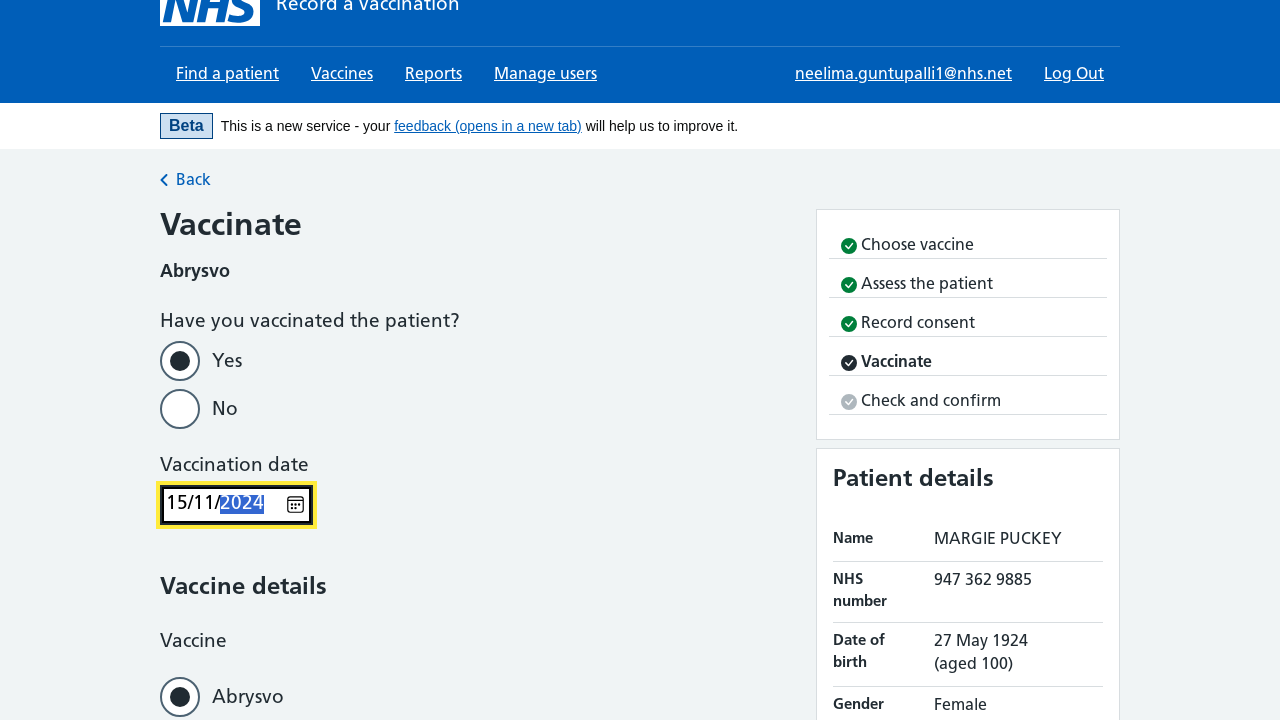 NHS Record a vaccination
Find a patient Vaccines Reports Manage users neelima.guntupalli1@nhs.net Log Out
Beta This is a new service - your feedback (opens in a new tab) will help us to improve it.
Back
Vaccinate
Abrysvo
Have you vaccinated the patient?
Yes
No
Vaccination date
15/11/2024
Vaccine details
Vaccine
Abrysvo
Choose vaccine
Assess the patient
Record consent
Vaccinate
Check and confirm
Patient details
Name MARGIE PUCKEY
NHS number 947 362 9885
Date of birth 27 May 1924 (aged 100)
Gender Female